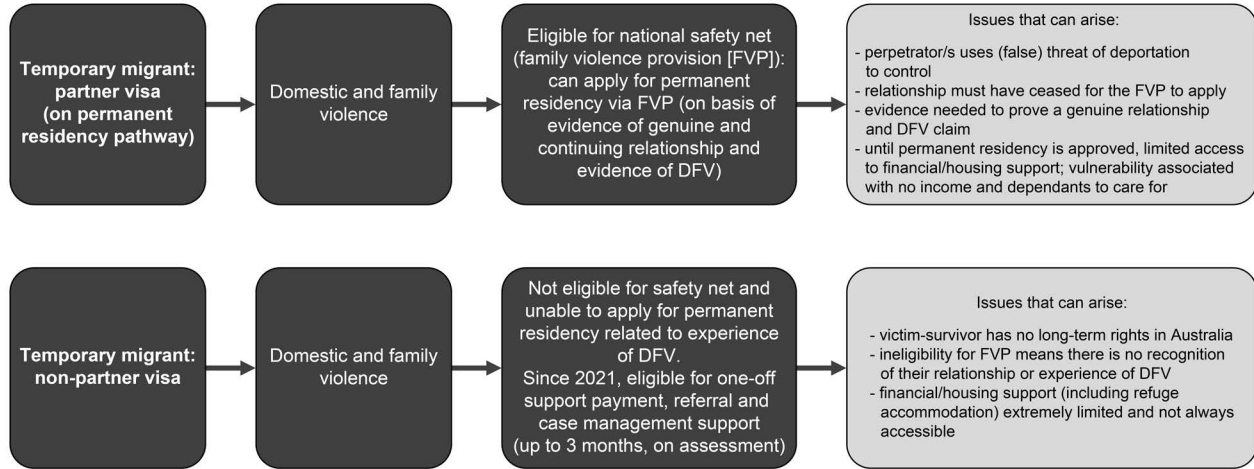 Temporary migrant:
partner visa
(on permanent
residency pathway)
Domestic and family
violence
Eligible for national safety net
(family violence provision [FVP]):
can apply for permanent
residency via FVP (on basis of
evidence of genuine and
continuing relationship and
evidence of DFV)
Issues that can arise:
- perpetrator/s uses (false) threat of deportation
to control
- relationship must have ceased for the FVP to apply
- evidence needed to prove a genuine relationship
and DFV claim
- until permanent residency is approved, limited access
to financial/housing support; vulnerability associated
with no income and dependants to care for
Temporary migrant:
non-partner visa
Domestic and family
violence
Not eligible for safety net and
unable to apply for permanent
residency related to experience
of DFV.
Since 2021, eligible for one-off
support payment, referral and
case management support
(up to 3 months, on assessment)
Issues that can arise:
- victim-survivor has no long-term rights in Australia
- ineligibility for FVP means there is no recognition
of their relationship or experience of DFV
- financial/housing support (including refuge
accommodation) extremely limited and not always
accessible